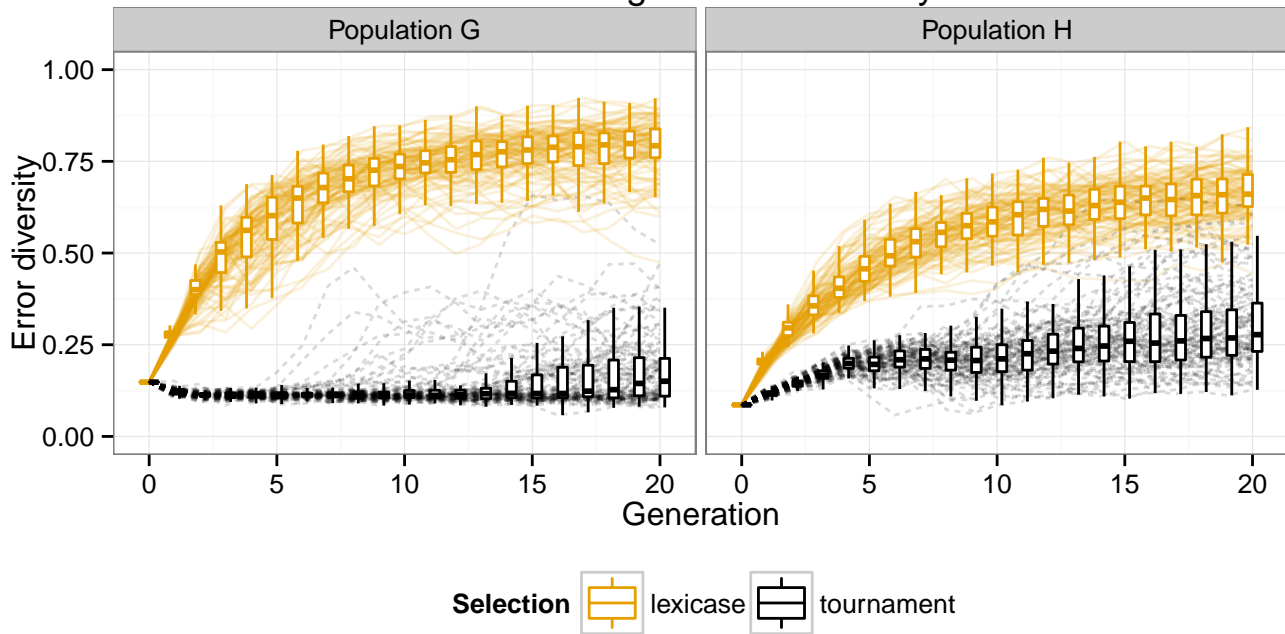 Population G
Population H
Error diversity
1.00
0.75
0.50
0.25
0.00
0 5 10 15 20
0 5 10 15 20
Generation
Selection lexicase tournament